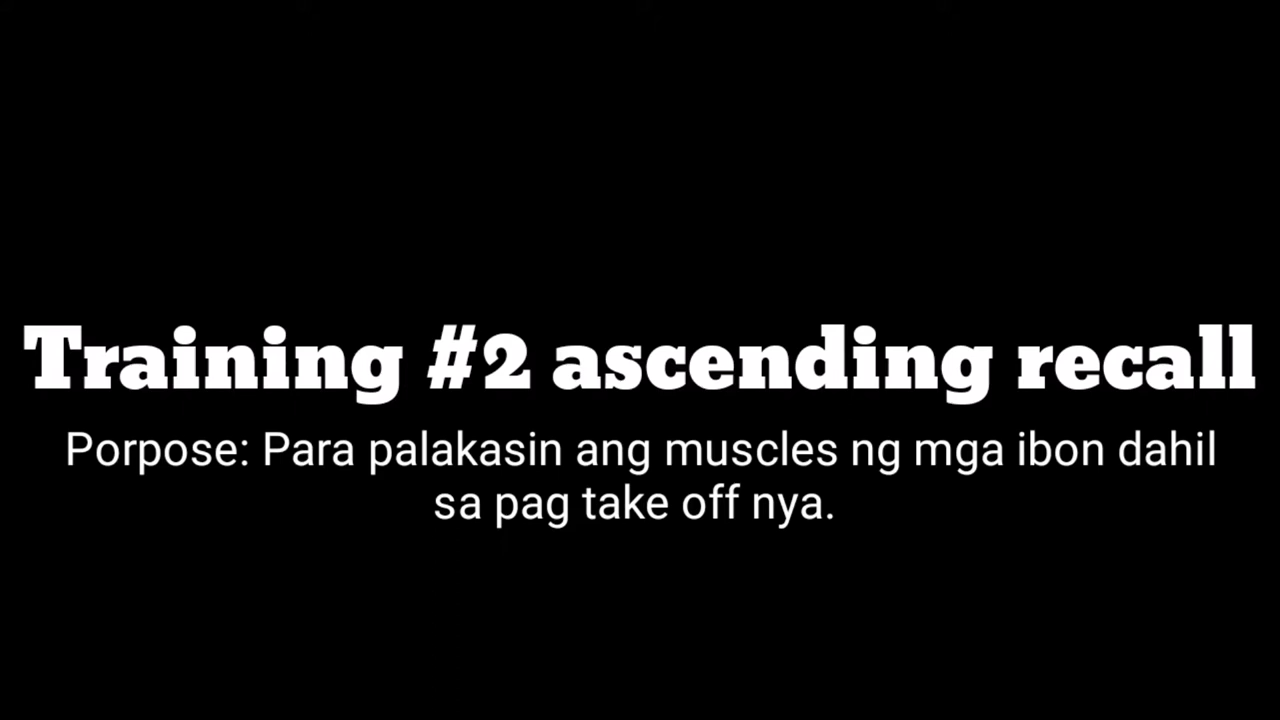 Training #2 ascending recall
Porpose: Para palakasin ang muscles ng mga ibon dahil
sa pag take off nya.